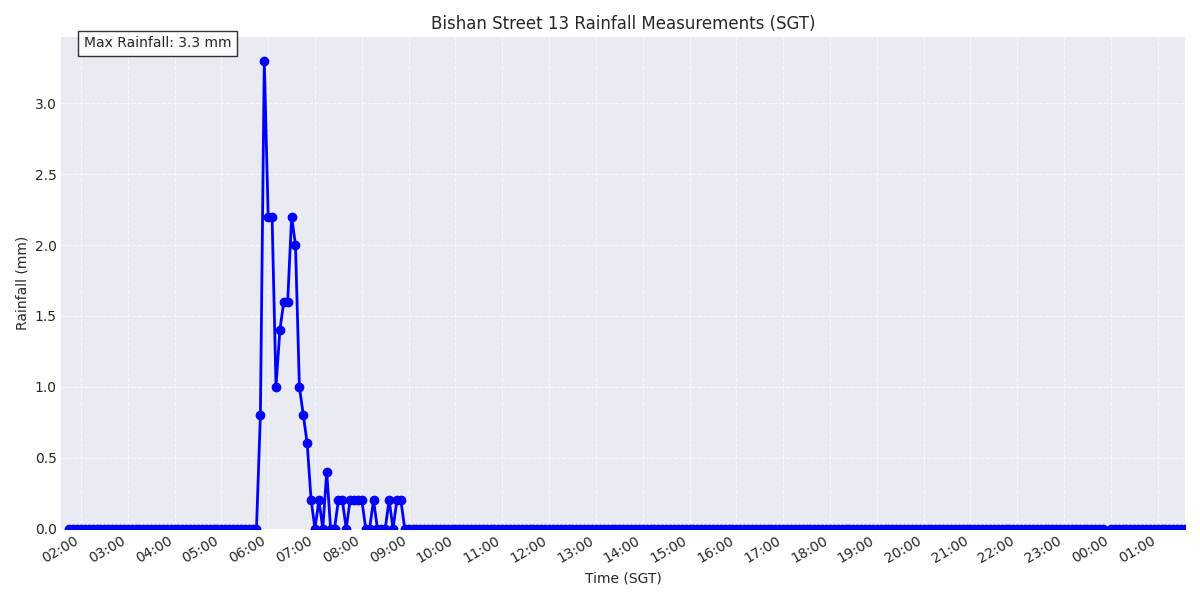 Bishan Street 13 Rainfall Measurements (SGT)
Max Rainfall: 3.3 mm
Rainfall (mm)
3.0
2.5
2.0
1.5
1.0
0.5
0.0
02:00 03:00 04:00 05:00 06:00 07:00 08:00 09:00 10:00 11:00 12:00 13:00 14:00 15:00 16:00 17:00 18:00 19:00 20:00 21:00 22:00 23:00 00:00 01:00
Time (SGT)